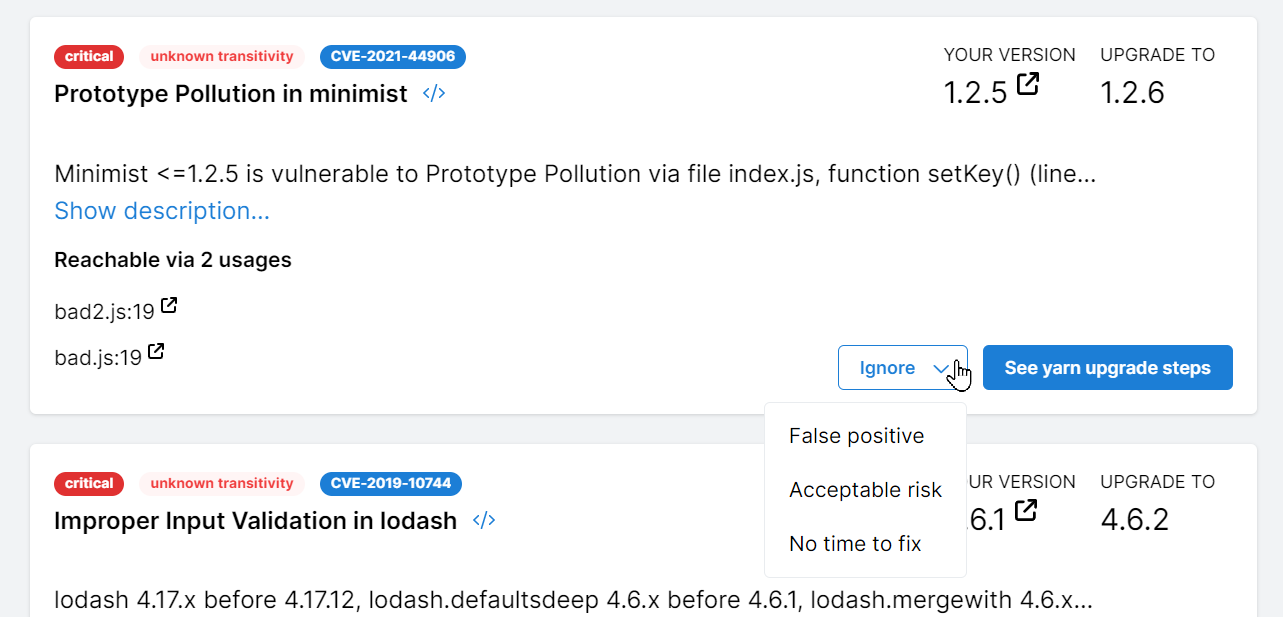 critical unknown transitivity CVE-2021-44906
Prototype Pollution in minimist </>
YOUR VERSION UPGRADE TO
1.2.5 1.2.6
Minimist <=1.2.5 is vulnerable to Prototype Pollution via file index.js, function setKey() (line...
Show description...
Reachable via 2 usages
bad2.js:19
bad.js:19
Ignore See yarn upgrade steps
False positive
Acceptable risk
No time to fix
critical unknown transitivity CVE-2019-10744
Improper Input Validation in lodash </>
UR VERSION UPGRADE TO
.6.1 4.6.2
lodash 4.17.x before 4.17.12, lodash.defaultsdeep 4.6.x before 4.6.1, lodash.mergewith 4.6.x...